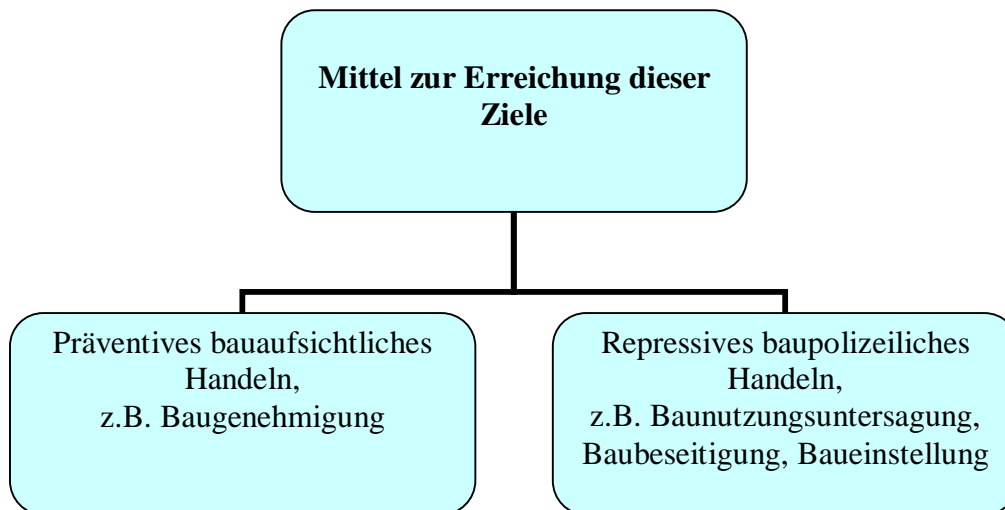 Mittel zur Erreichung dieser
Ziele
Präventives bauaufsichtliches
Handeln,
z.B. Baugenehmigung
Repressives baupolizeiliches
Handeln,
z.B. Baunutzungsuntersagung,
Baubeseitigung, Baueinstellung